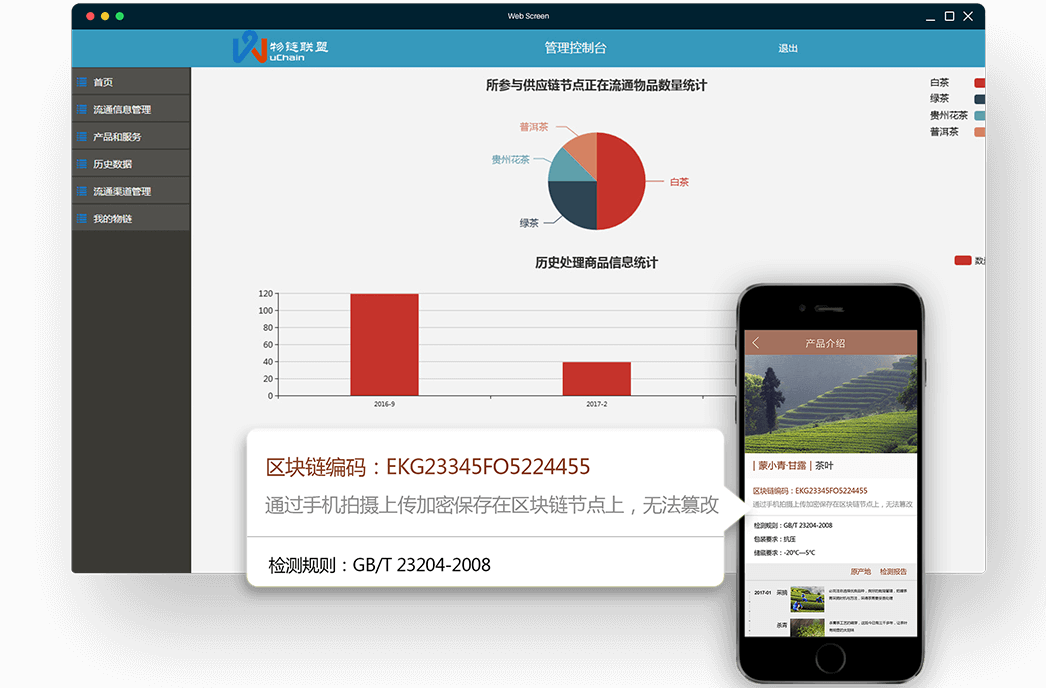 Web Screen
物链联盟
uChain
管理控制台
退出
首页
流通信息管理
产品和服务
历史数据
流通渠道管理
我的物链
所参与供应链节点正在流通物品数量统计
白茶
绿茶
贵州花茶
普洱茶
普洱茶
贵州花茶
白茶
绿茶
历史处理商品信息统计
120
100
80
60
40
20
0
2016-9
2017-2
区块链编码：EKG23345FO5224455
通过手机拍摄上传加密保存在区块链节点上，无法篡改
检测规则：GB/T 23204-2008
产品介绍
| 蒙小青·甘露 | 茶叶
区块链编码：EKG23345FO5224455
通过手机拍摄上传加密保存在区块链节点上，无法篡改
检测规则：GB/T 23204-2008
包装要求：抗压
储藏要求：-20℃—5℃
原产地 检测报告
2017-01 采摘
杀青